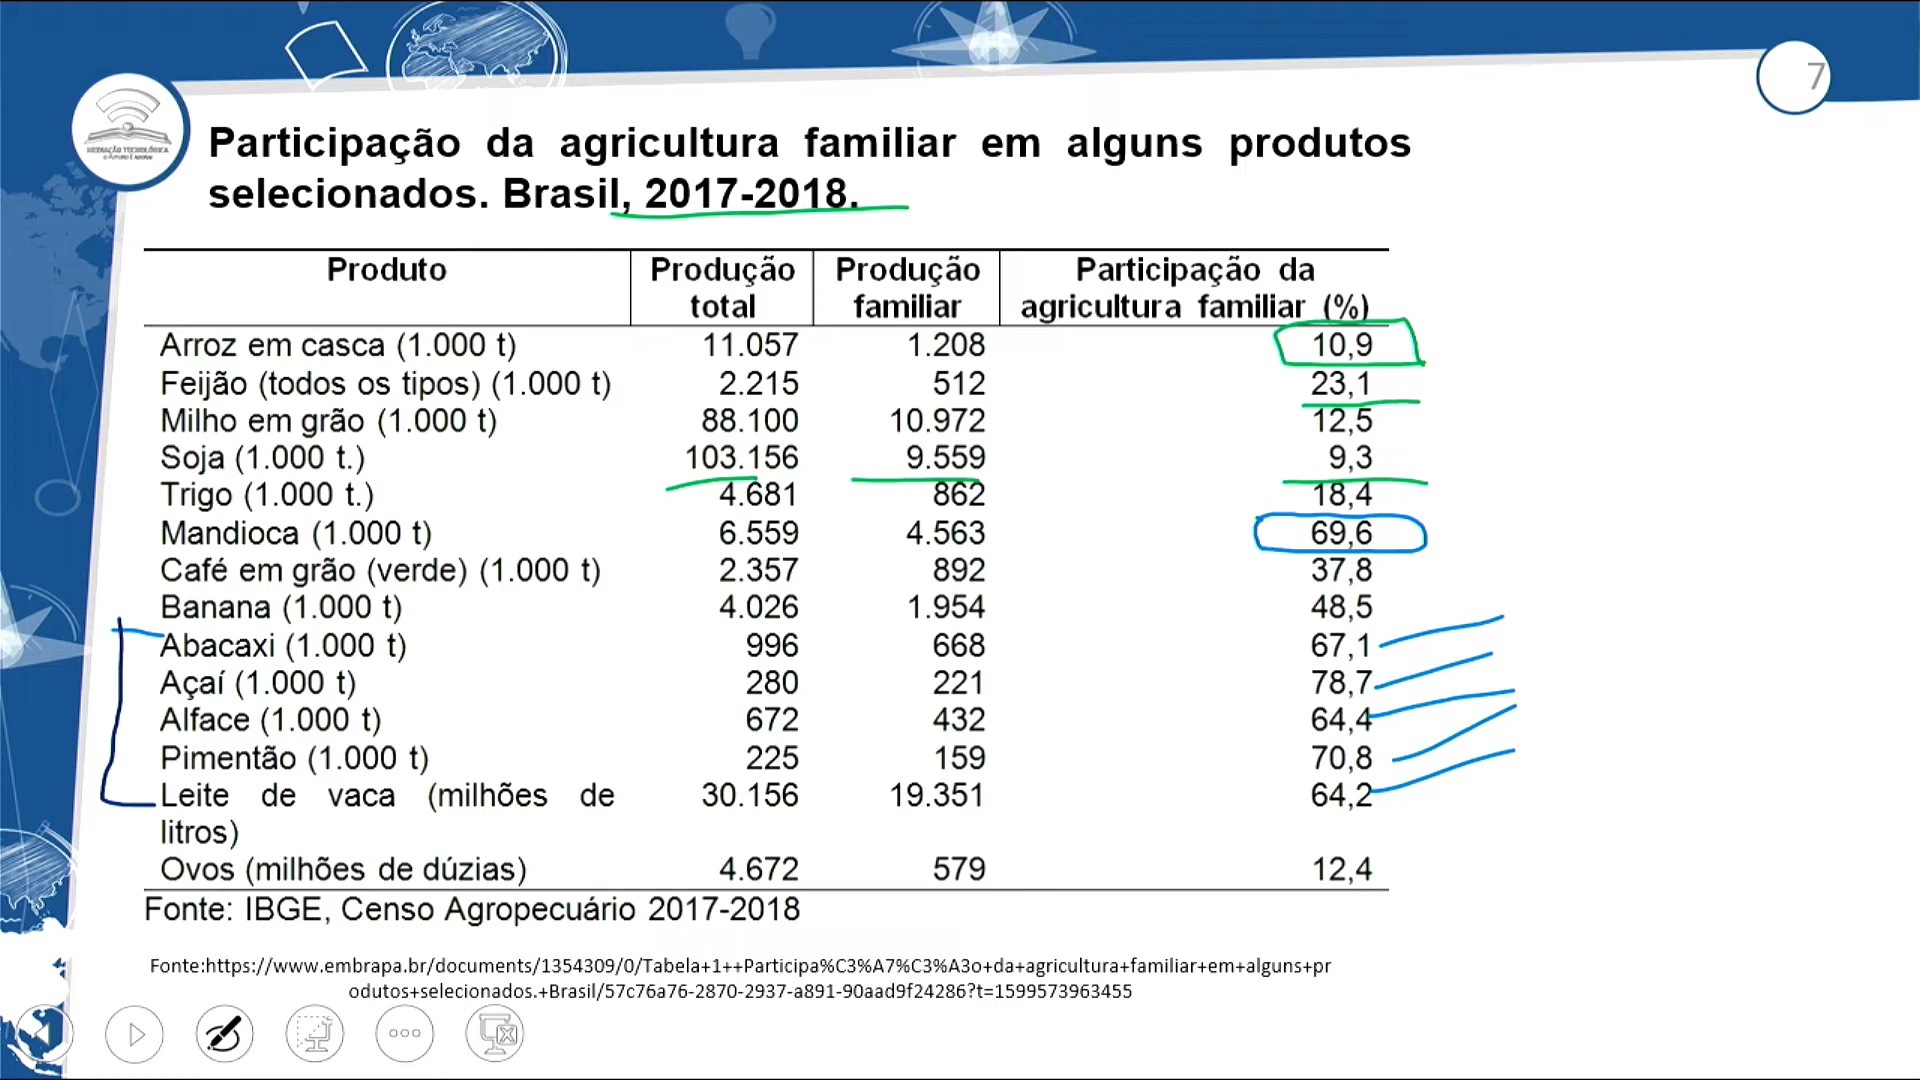 7
MEDIAÇÃO TECNOLÓGICA
Participação da agricultura familiar em alguns produtos
selecionados. Brasil, 2017-2018.
Produto Produção total Produção familiar Participação da agricultura familiar (%)
Arroz em casca (1.000 t) 11.057 1.208 10,9
Feijão (todos os tipos) (1.000 t) 2.215 512 23,1
Milho em grão (1.000 t) 88.100 10.972 12,5
Soja (1.000 t.) 103.156 9.559 9,3
Trigo (1.000 t.) 4.681 862 18,4
Mandioca (1.000 t) 6.559 4.563 69,6
Café em grão (verde) (1.000 t) 2.357 892 37,8
Banana (1.000 t) 4.026 1.954 48,5
Abacaxi (1.000 t) 996 668 67,1
Açaí (1.000 t) 280 221 78,7
Alface (1.000 t) 672 432 64,4
Pimentão (1.000 t) 225 159 70,8
Leite de vaca (milhões de 30.156 19.351 64,2
litros)
Ovos (milhões de dúzias) 4.672 579 12,4
Fonte: IBGE, Censo Agropecuário 2017-2018
Fonte:https://www.embrapa.br/documents/1354309/0/Tabela+1++Participa%C3%A7%C3%A3o+da+agricultura+familiar+em+alguns+pr
odutos+selecionados.+Brasil/57c76a76-2870-2937-a891-90aad9f24286?t=1599573963455